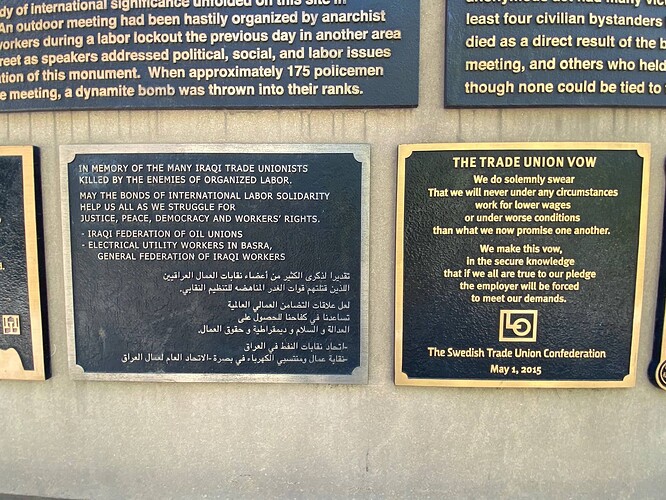 dy of international significance unfolded on this site in
An outdoor meeting had been hastily organized by anarchist
orkers during a labor lockout the previous day in another area
reet as speakers addressed political, social, and labor issues
tion of this monument. When approximately 175 policemen
e meeting, a dynamite bomb was thrown into their ranks.
least four civilian bystanders
died as a direct result of the b
meeting, and others who held
though none could be tied to
IN MEMORY OF THE MANY IRAQI TRADE UNIONISTS
KILLED BY THE ENEMIES OF ORGANIZED LABOR.
MAY THE BONDS OF INTERNATIONAL LABOR SOLIDARITY
HELP US ALL AS WE STRUGGLE FOR
JUSTICE, PEACE, DEMOCRACY AND WORKERS' RIGHTS.
- IRAQI FEDERATION OF OIL UNIONS
- ELECTRICAL UTILITY WORKERS IN BASRA,
GENERAL FEDERATION OF IRAQI WORKERS
تقديرا لذكرى الكثير من أعضاء نقابات العمال العراقيين
اللذين قتلتهم قوات الغدر المناهضه للتنظيم النقابي.
لعل علاقات التضامن العمالي العالمية
تساعدنا في كفاحنا للحصول على
العدالة و السلام و ديمقراطية و حقوق العمال.
-اتحاد نقابات النفط في العراق
-نقابة عمال ومنتسبي الكهرباء في بصرة -الاتحاد العام لعمال العراق
THE TRADE UNION VOW
We do solemnly swear
That we will never under any circumstances
work for lower wages
or under worse conditions
than what we now promise one another.
We make this vow,
in the secure knowledge
that if we all are true to our pledge
the employer will be forced
to meet our demands.
LO
The Swedish Trade Union Confederation
May 1, 2015